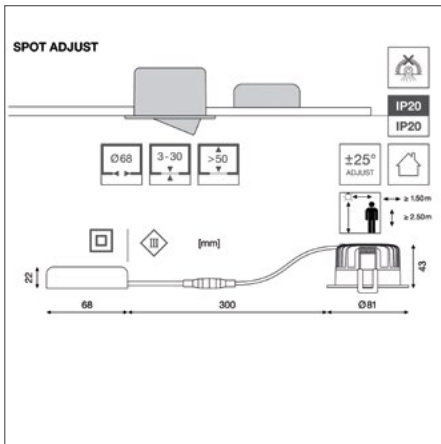 SPOT ADJUST
IP20
IP20
Ø68
3-30
>50
±25°
ADJUST
≥ 1.50 m
≥ 2.50 m
III
[mm]
22
43
68
300
Ø81